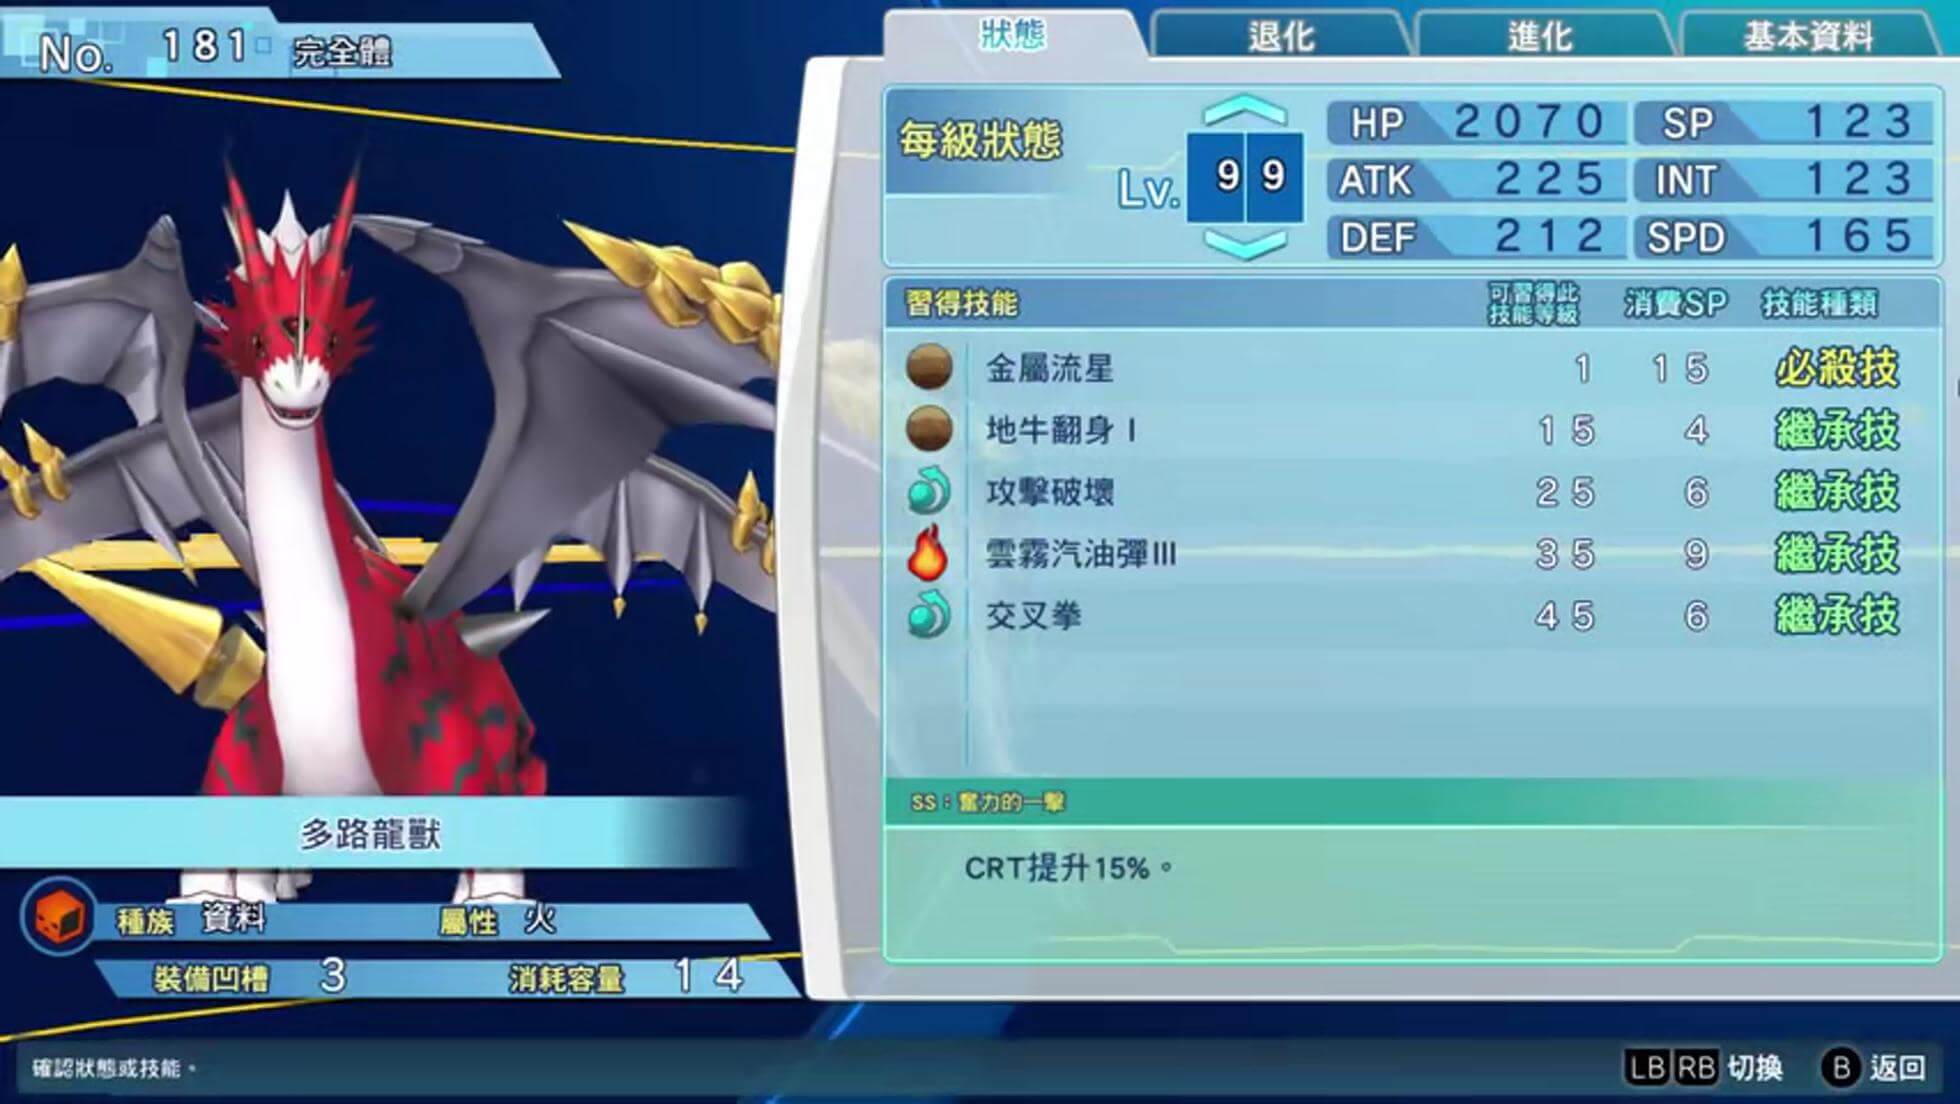 No. 181 完全體
狀態 退化 進化 基本資料
每級狀態
Lv. 99
HP 2070 SP 123
ATK 225 INT 123
DEF 212 SPD 165
習得技能 可習得此技能等級 消費SP 技能種類
金屬流星 1 15 必殺技
地牛翻身 I 15 4 繼承技
攻擊破壞 25 6 繼承技
雲霧汽油彈III 35 9 繼承技
交叉拳 45 6 繼承技
SS：奮力的一擊
CRT提升15%。
多路龍獸
種族 資料 屬性 火
裝備凹槽 3 消耗容量 14
確認狀態或技能。
LB RB 切換 B 返回